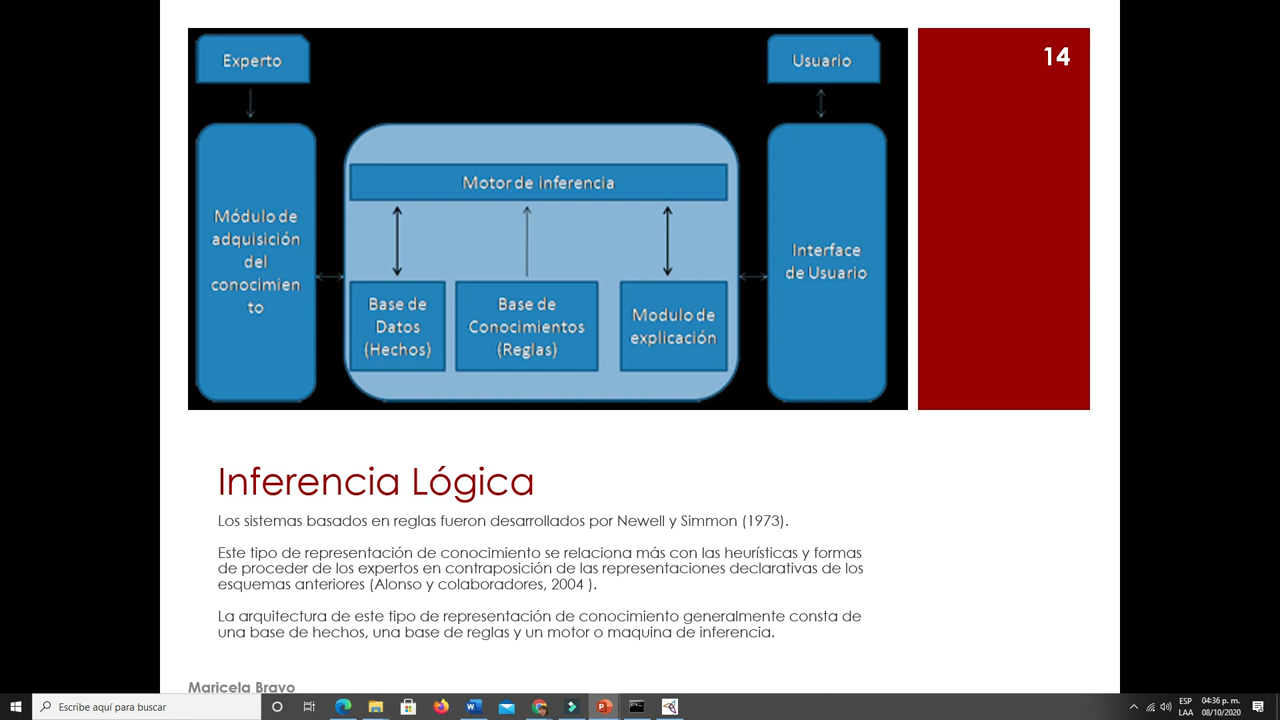 Experto
Usuario
14
Motor de inferencia
Módulo de
adquisición
del
conocimien
to
Interface
de Usuario
Base de
Datos
(Hechos)
Base de
Conocimientos
(Reglas)
Modulo de
explicación
Inferencia Lógica
Los sistemas basados en reglas fueron desarrollados por Newell y Simmon (1973).
Este tipo de representación de conocimiento se relaciona más con las heurísticas y formas
de proceder de los expertos en contraposición de las representaciones declarativas de los
esquemas anteriores (Alonso y colaboradores, 2004 ).
La arquitectura de este tipo de representación de conocimiento generalmente consta de
una base de hechos, una base de reglas y un motor o maquina de inferencia.
Maricela Bravo
Escribe aquí para buscar
ESP
LAA
04:36 p. m.
08/10/2020